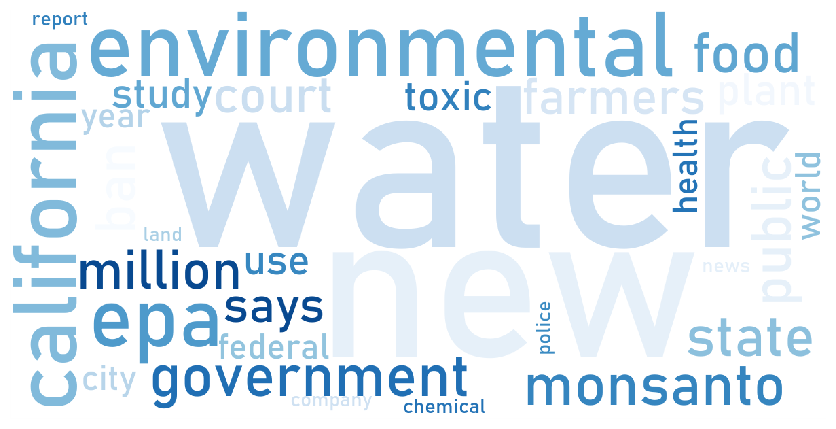 report
environmental
food
california
study
court
toxic
farmers
plant
year
water
ban
health
public
world
land
new
news
million
use
says
epa
police
federal
state
government
city
monsanto
company
chemical